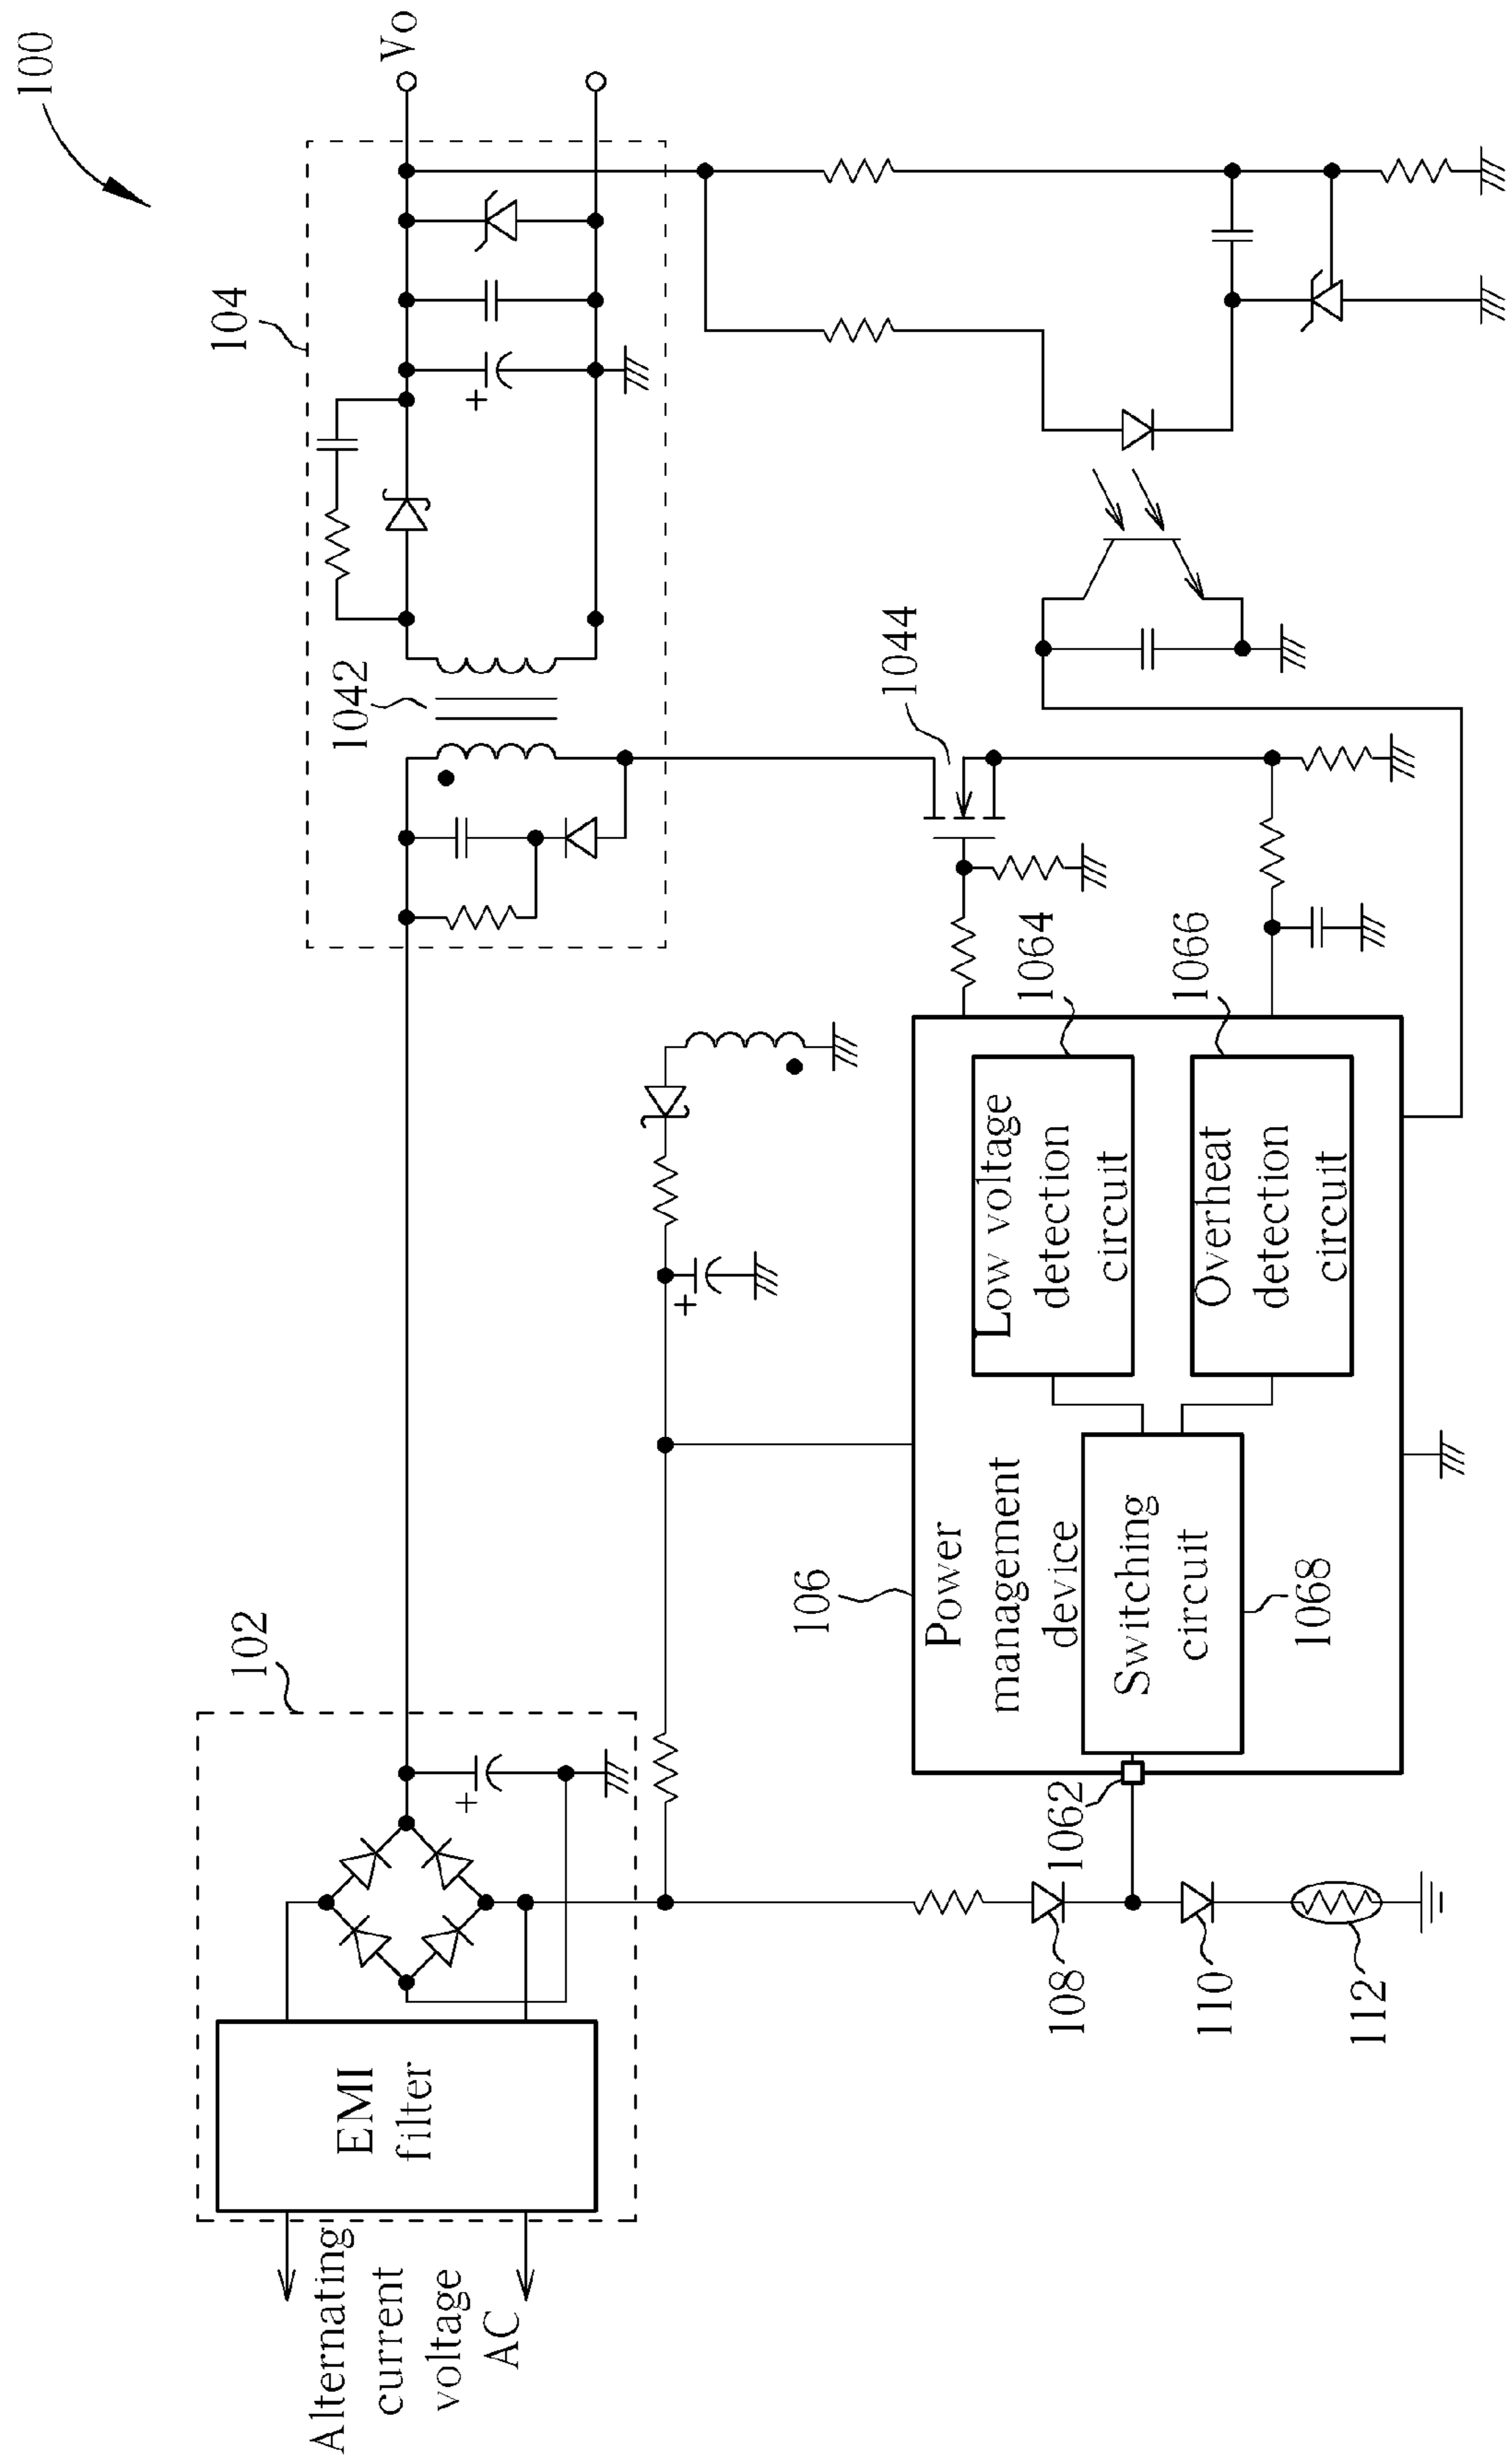 100
Vo
104
1042
102
Alternating
current
voltage
AC
EMI
filter
1044
1064
1066
106
Power
management
device
Low voltage
detection
circuit
Overheat
detection
circuit
Switching
circuit
1068
1062
108
110
112
+
+
+